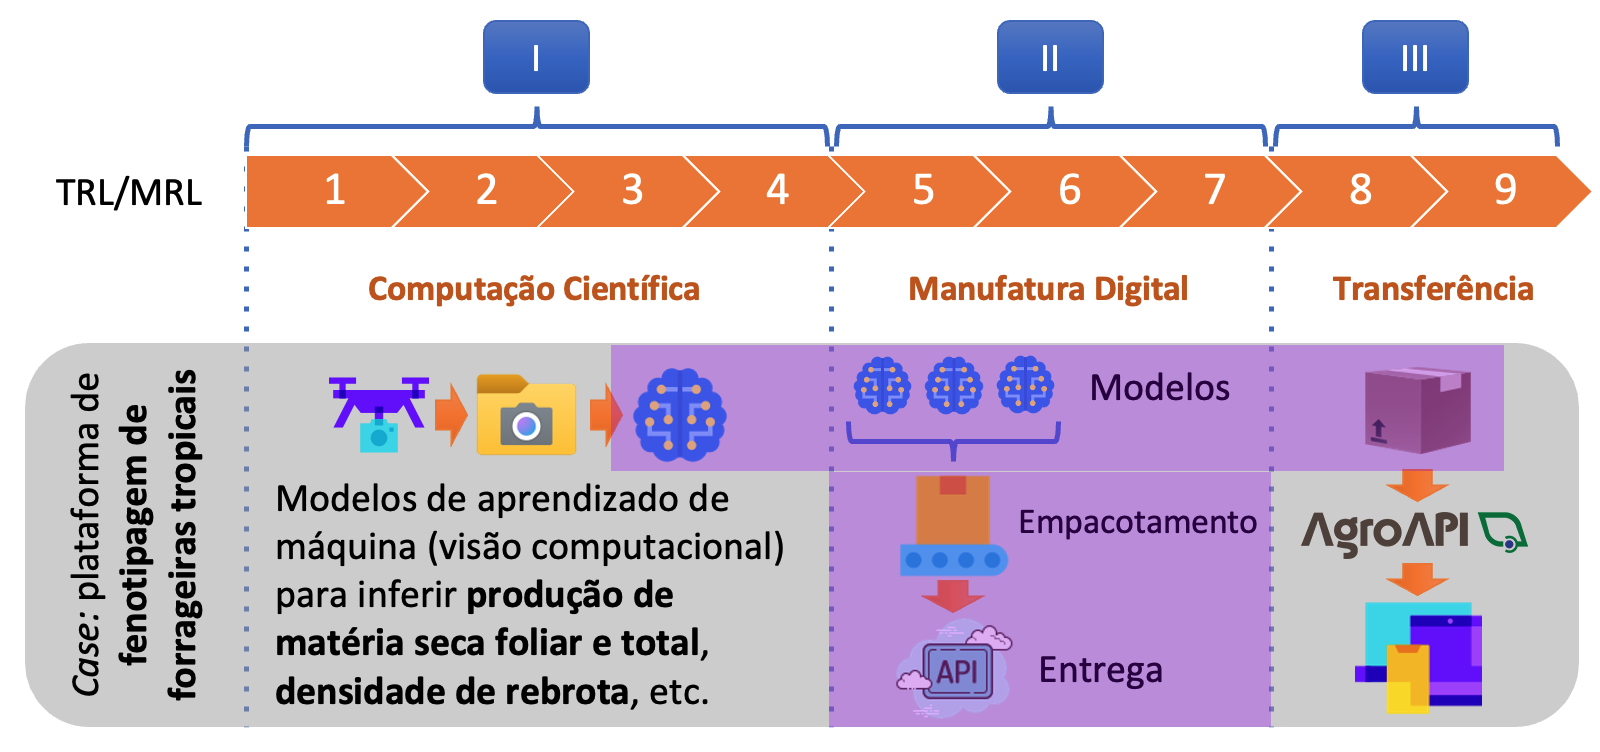 I
II
III
TRL/MRL
1
2
3
4
5
6
7
8
9
Computação Científica
Manufatura Digital
Transferência
Case: plataforma de
fenotipagem de
forrageiras tropicais
Modelos de aprendizado de
máquina (visão computacional)
para inferir produção de
matéria seca foliar e total,
densidade de rebrota, etc.
Modelos
Empacotamento
API
Entrega
AgroAPI